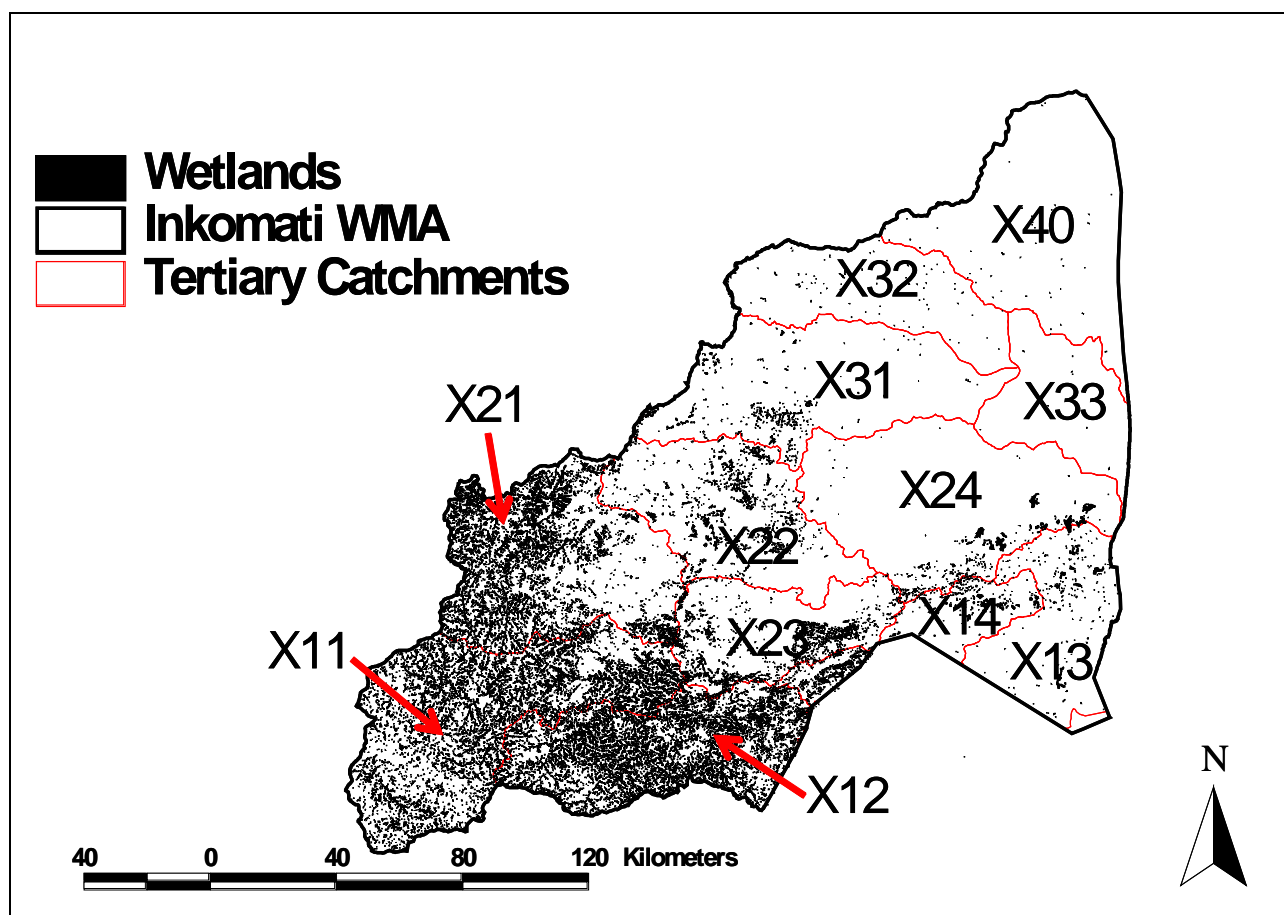 Wetlands
Inkomati WMA
Tertiary Catchments
X40
X32
X31
X33
X21
X24
X22
X14
X23
X11
X13
X12
N
40 0 40 80 120 Kilometers